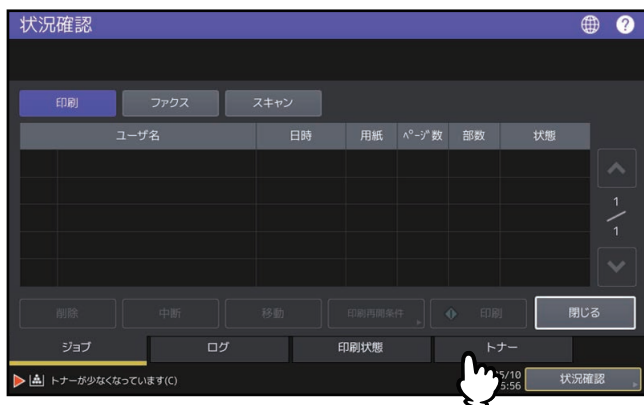 状況確認
?
印刷 ファクス スキャン
ユーザ名 日時 用紙 ページ数 部数 状態
1
1
削除 中断 移動 印刷再開条件 印刷 閉じる
ジョブ ログ 印刷状態 トナー
トナーが少なくなっています(C)
5/10
5:56
状況確認